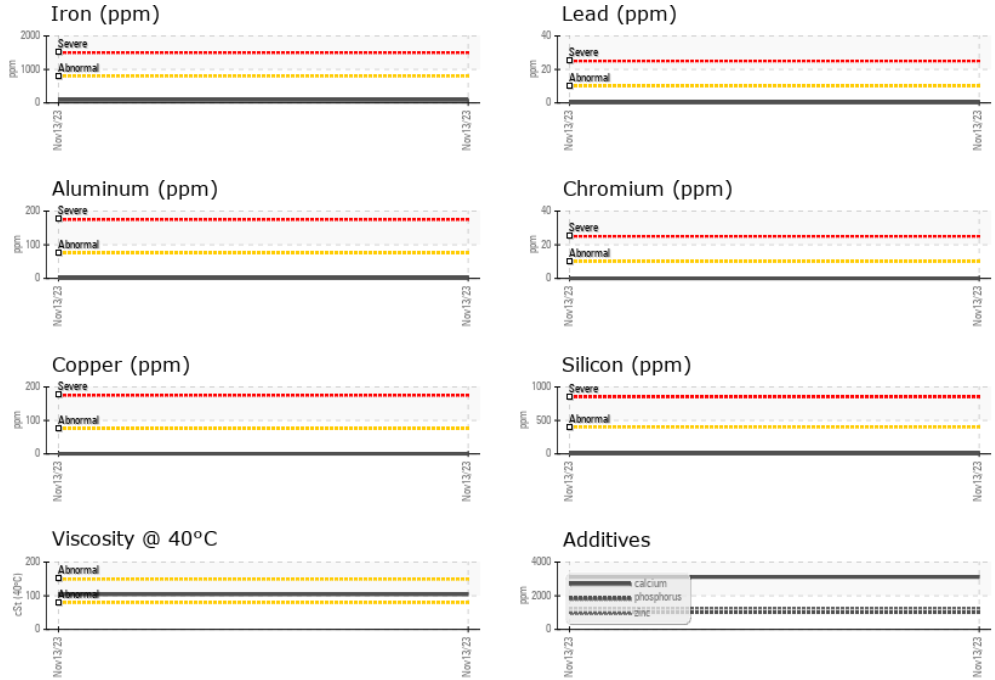 Iron (ppm)
2000
1000
0
ppm
Severe
Abnormal
Nov13/23
Nov13/23
Lead (ppm)
40
20
0
ppm
Severe
Abnormal
Nov13/23
Nov13/23
Aluminum (ppm)
200
100
0
ppm
Severe
Abnormal
Nov13/23
Nov13/23
Chromium (ppm)
40
20
0
ppm
Severe
Abnormal
Nov13/23
Nov13/23
Copper (ppm)
200
100
0
ppm
Severe
Abnormal
Nov13/23
Nov13/23
Silicon (ppm)
1000
500
0
ppm
Severe
Abnormal
Nov13/23
Nov13/23
Viscosity @ 40°C
200
100
0
cSt (40°C)
Abnormal
Abnormal
Nov13/23
Nov13/23
Additives
4000
2000
0
ppm
calcium
phosphorus
zinc
Nov13/23
Nov13/23